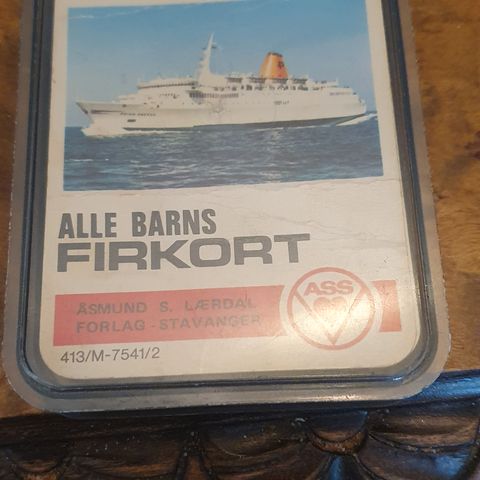 ALLE BARNS
FIRKORT
ÅSMUND S. LÆRDAL
FORLAG - STAVANGER
ASS
413/M-7541/2